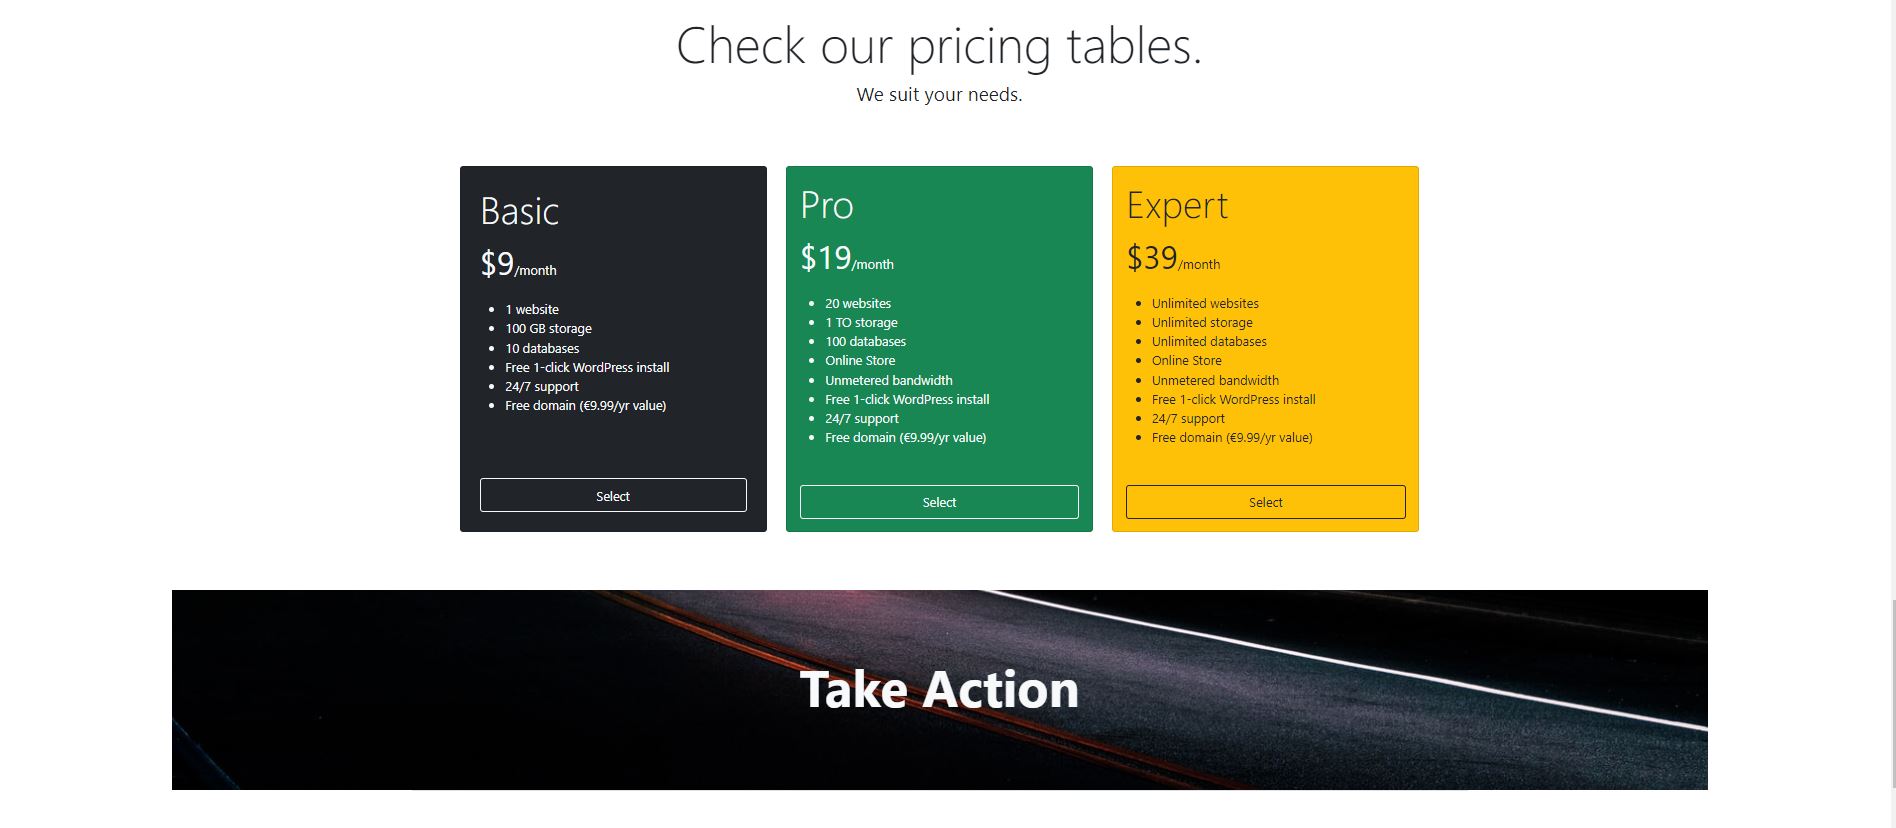 Check our pricing tables.
We suit your needs.
Basic
$9/month
1 website
100 GB storage
10 databases
Free 1-click WordPress install
24/7 support
Free domain (€9.99/yr value)
Select
Pro
$19/month
20 websites
1 TO storage
100 databases
Online Store
Unmetered bandwidth
Free 1-click WordPress install
24/7 support
Free domain (€9.99/yr value)
Select
Expert
$39/month
Unlimited websites
Unlimited storage
Unlimited databases
Online Store
Unmetered bandwidth
Free 1-click WordPress install
24/7 support
Free domain (€9.99/yr value)
Select
Take Action